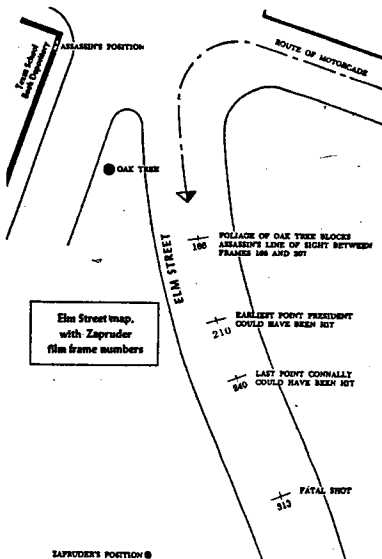 Texas School
Book Depository
ASSASSIN'S POSITION
ROUTE OF MOTORCADE
OAK TREE
ELM STREET
166
FOLIAGE OF OAK TREE BLOCKS
ASSASSIN'S LINE OF SIGHT BETWEEN
FRAMES 166 AND 207
Elm Street map,
with Zapruder
film frame numbers
210
EARLIEST POINT PRESIDENT
COULD HAVE BEEN HIT
240
LAST POINT CONNALLY
COULD HAVE BEEN HIT
313
FATAL SHOT
ZAPRUDER'S POSITION